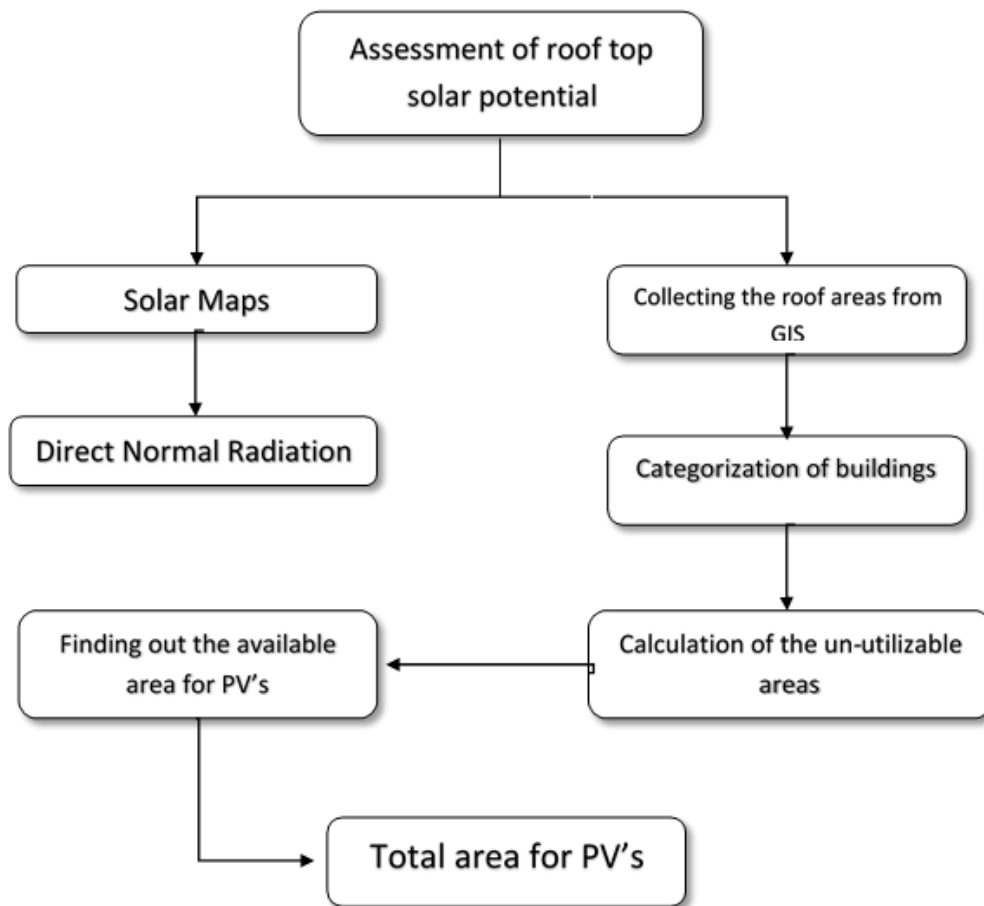 Assessment of roof top
solar potential
Solar Maps
Direct Normal Radiation
Collecting the roof areas from
GIS
Categorization of buildings
Calculation of the un-utilizable
areas
Finding out the available
area for PV's
Total area for PV's